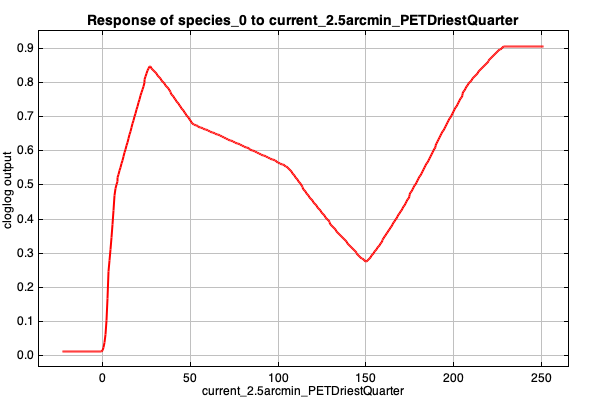 Response of species_0 to current_2.5arcmin_PETDriestQuarter
cloglog output
0.9
0.8
0.7
0.6
0.5
0.4
0.3
0.2
0.1
0.0
0 50 100 150 200 250
current_2.5arcmin_PETDriestQuarter